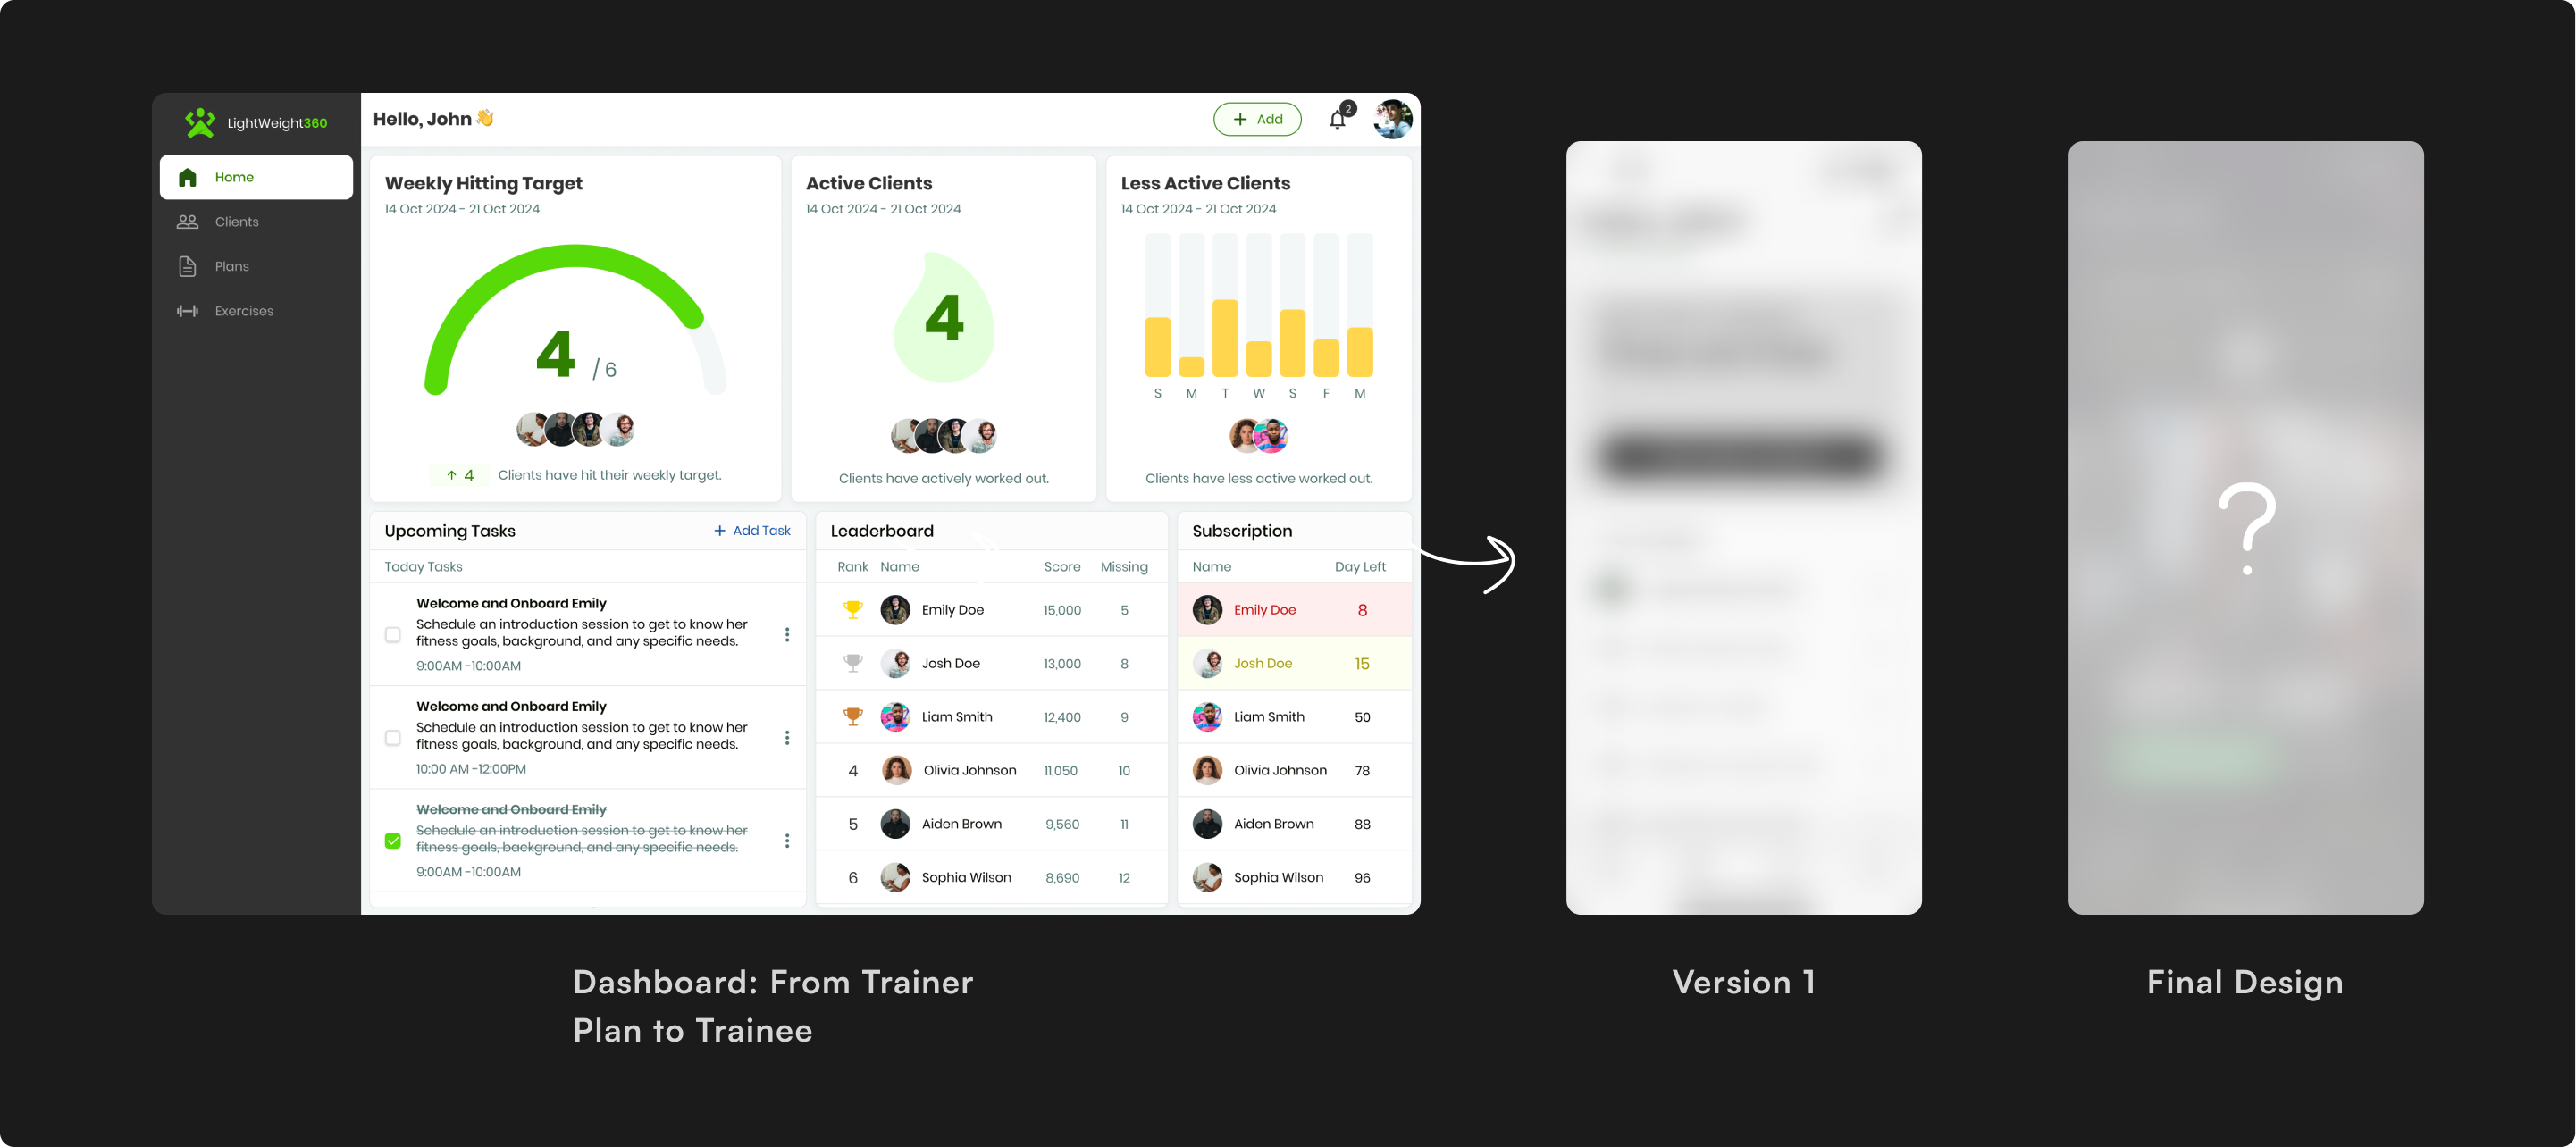 LightWeight360
Home
Clients
Plans
Exercises
Hello, John 👋
+ Add
2
Weekly Hitting Target
14 Oct 2024 - 21 Oct 2024
4 / 6
↑ 4 Clients have hit their weekly target.
Active Clients
14 Oct 2024 - 21 Oct 2024
4
Clients have actively worked out.
Less Active Clients
14 Oct 2024 - 21 Oct 2024
S M T W S F M
Clients have less active worked out.
Upcoming Tasks + Add Task
Today Tasks
Welcome and Onboard Emily
Schedule an introduction session to get to know her
fitness goals, background, and any specific needs.
9:00AM -10:00AM
Welcome and Onboard Emily
Schedule an introduction session to get to know her
fitness goals, background, and any specific needs.
10:00 AM -12:00PM
Welcome and Onboard Emily
Schedule an introduction session to get to know her
fitness goals, background, and any specific needs.
9:00AM -10:00AM
Leaderboard
Rank Name Score Missing
Emily Doe 15,000 5
Josh Doe 13,000 8
Liam Smith 12,400 9
4 Olivia Johnson 11,050 10
5 Aiden Brown 9,560 11
6 Sophia Wilson 8,690 12
Subscription
Name Day Left
Emily Doe 8
Josh Doe 15
Liam Smith 50
Olivia Johnson 78
Aiden Brown 88
Sophia Wilson 96
?
Dashboard: From Trainer
Plan to Trainee
Version 1
Final Design